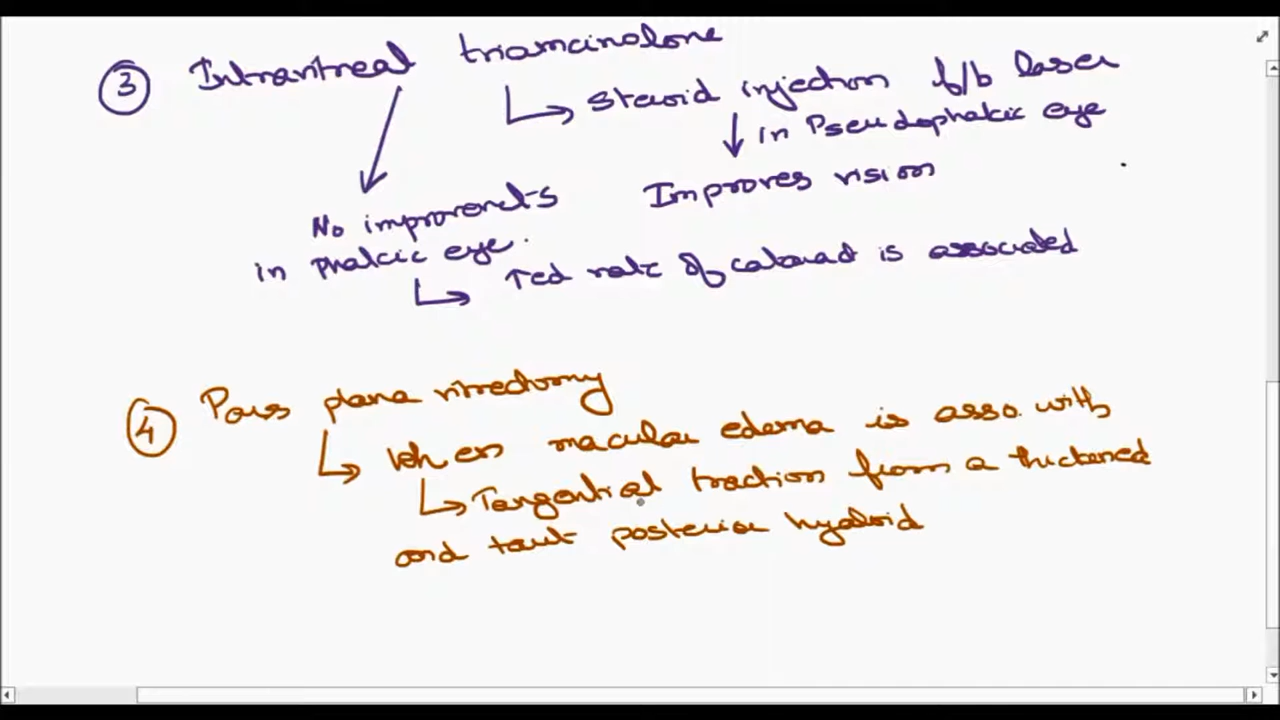 ③ Intravitreal triamcinolone
↳ Steroid injection f/b laser
↓ in Pseudophakic eye
Improves vision
No improvements
in phakic eye.
↳ ↑ed rate of cataract is associated
④ Pars plana vitrectomy
↳ When macular edema is asso. with
↳ Tangential traction from a thickened
and taut posterior hyaloid